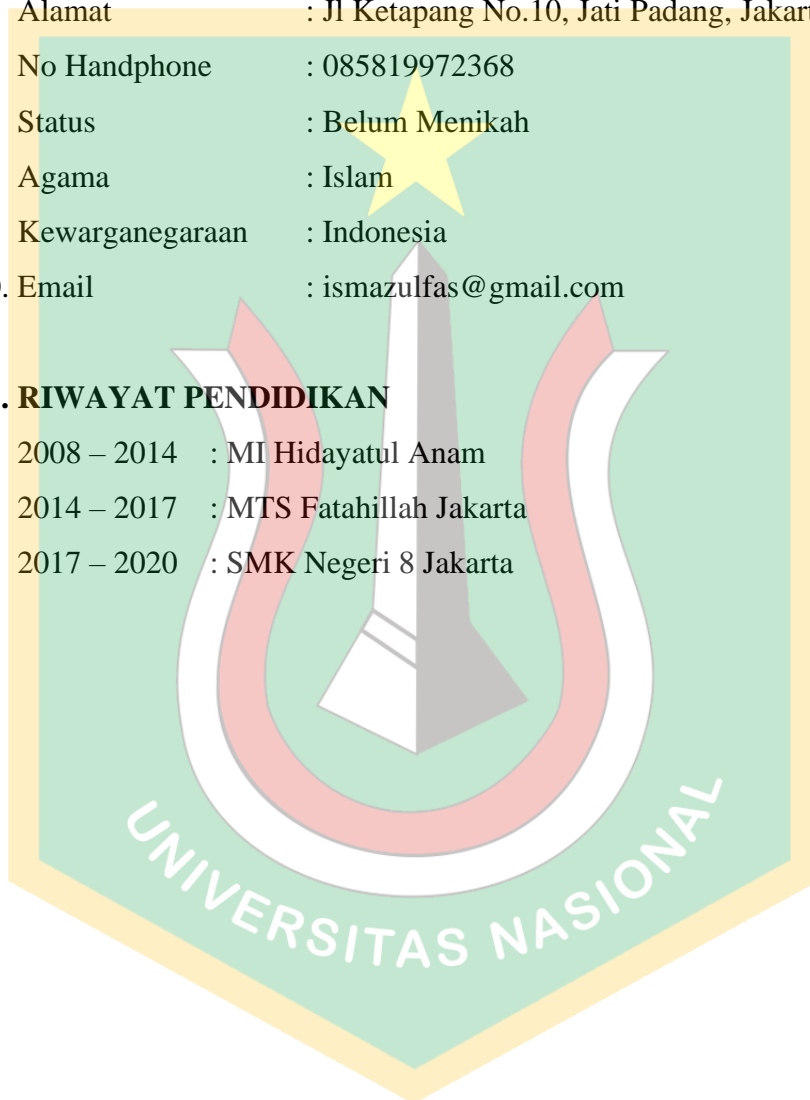 Alamat : Jl Ketapang No.10, Jati Padang, Jakart
No Handphone : 085819972368
Status : Belum Menikah
Agama : Islam
Kewarganegaraan : Indonesia
. Email : ismazulfas@gmail.com
. RIWAYAT PENDIDIKAN
2008 – 2014 : MI Hidayatul Anam
2014 – 2017 : MTS Fatahillah Jakarta
2017 – 2020 : SMK Negeri 8 Jakarta
UNIVERSITAS NASIONAL